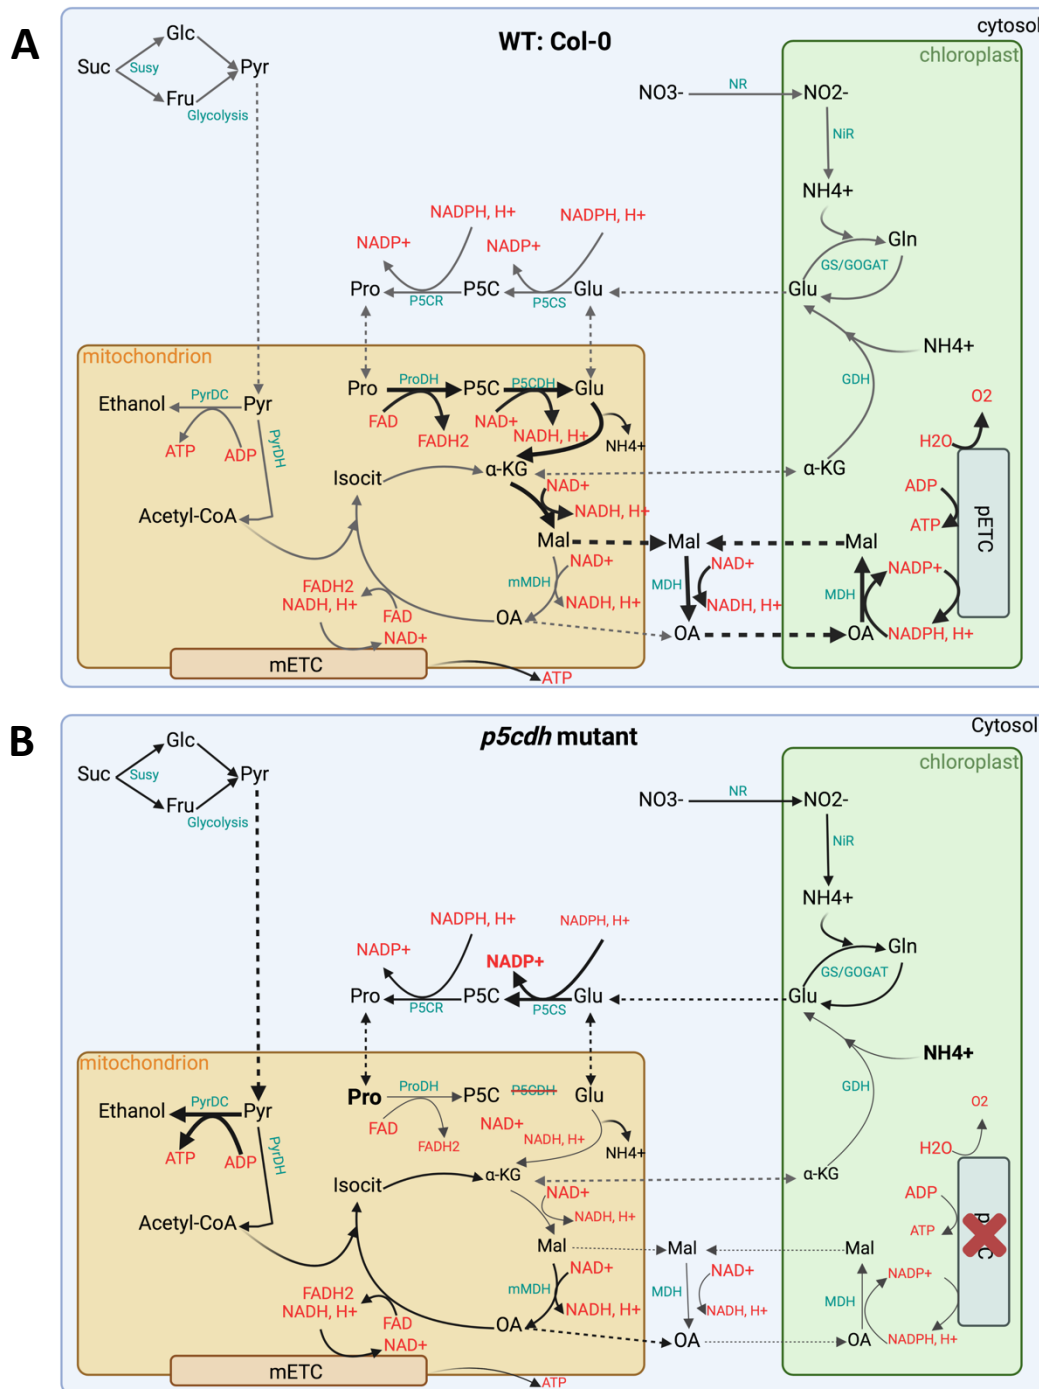 A
WT: Col-0
cytosol
chloroplast
Suc
Glc
Susy
Fru
Pyr
Glycolysis
NO3-
NR
NO2-
NiR
NH4+
Gln
GS/GOGAT
Glu
NADPH, H+
NADPH, H+
NADP+
NADP+
Pro
P5CR
P5C
P5CS
Glu
NH4+
GDH
α-KG
mitochondrion
Ethanol
PyrDC
Pyr
ATP
ADP
PyrDH
Acetyl-CoA
Pro
ProDH
P5C
P5CDH
Glu
FAD
FADH2
NAD+
NADH, H+
NH4+
Isocit
α-KG
NAD+
NADH, H+
Mal
mMDH
NAD+
NADH, H+
OA
FADH2
NADH, H+
FAD
NAD+
mETC
ATP
Mal
MDH
NAD+
NADH, H+
OA
Mal
MDH
OA
NADP+
NADPH, H+
O2
H2O
ADP
ATP
pETC
B
p5cdh mutant
Cytosol
chloroplast
Suc
Glc
Susy
Fru
Pyr
Glycolysis
NO3-
NR
NO2-
NiR
NH4+
Gln
GS/GOGAT
Glu
NADPH, H+
NADPH, H+
NADP+
NADP+
Pro
P5CR
P5C
P5CS
Glu
NH4+
GDH
α-KG
mitochondrion
Ethanol
PyrDC
Pyr
ATP
ADP
PyrDH
Acetyl-CoA
Pro
ProDH
P5C
P5CDH
Glu
FAD
FADH2
NAD+
NADH, H+
NH4+
Isocit
α-KG
NAD+
NADH, H+
Mal
mMDH
NAD+
NADH, H+
OA
FADH2
NADH, H+
FAD
NAD+
mETC
ATP
Mal
MDH
NAD+
NADH, H+
OA
Mal
MDH
OA
NADP+
NADPH, H+
O2
H2O
ADP
ATP